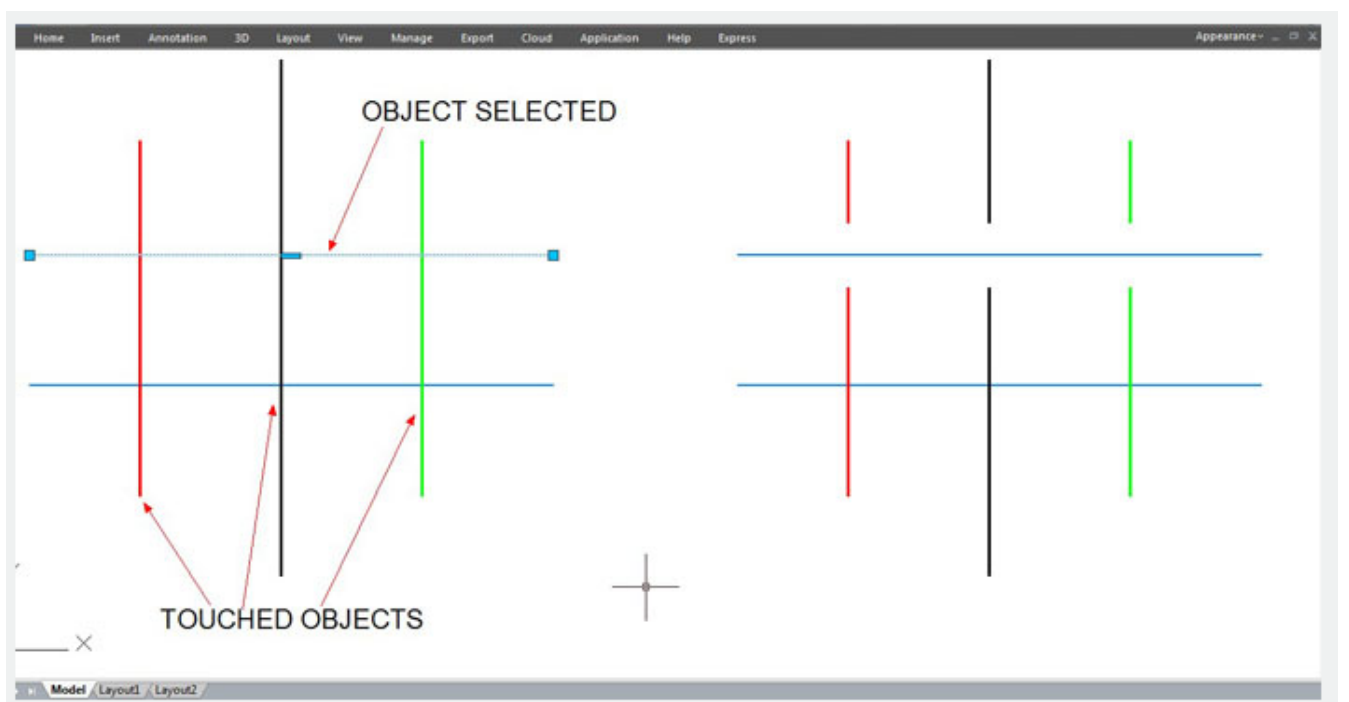 Home Insert Annotation 3D Layout View Manage Export Cloud Application Help Express Appearance
OBJECT SELECTED
TOUCHED OBJECTS
Model Layout1 Layout2